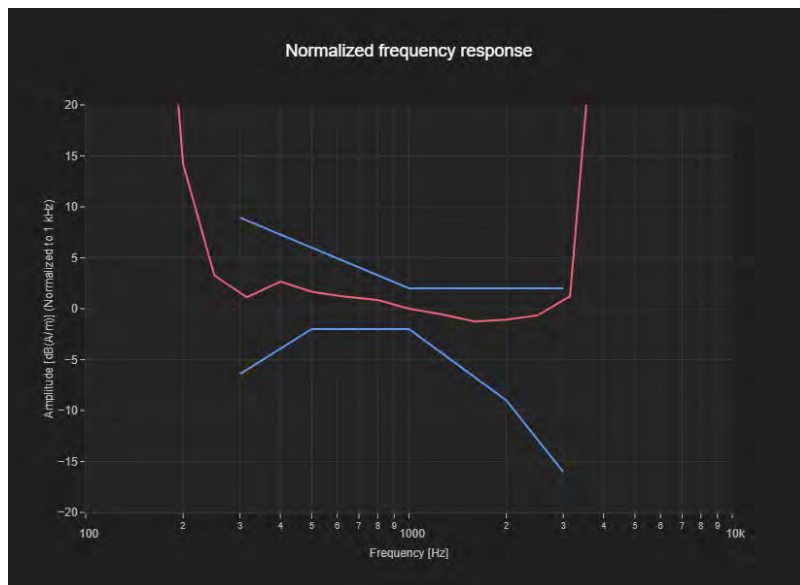 Normalized frequency response
Amplitude [dB(A/m)] (Normalized to 1 kHz)
20
15
10
5
0
−5
−10
−15
−20
100 2 3 4 5 6 7 8 9 1000 2 3 4 5 6 7 8 9 10k
Frequency [Hz]